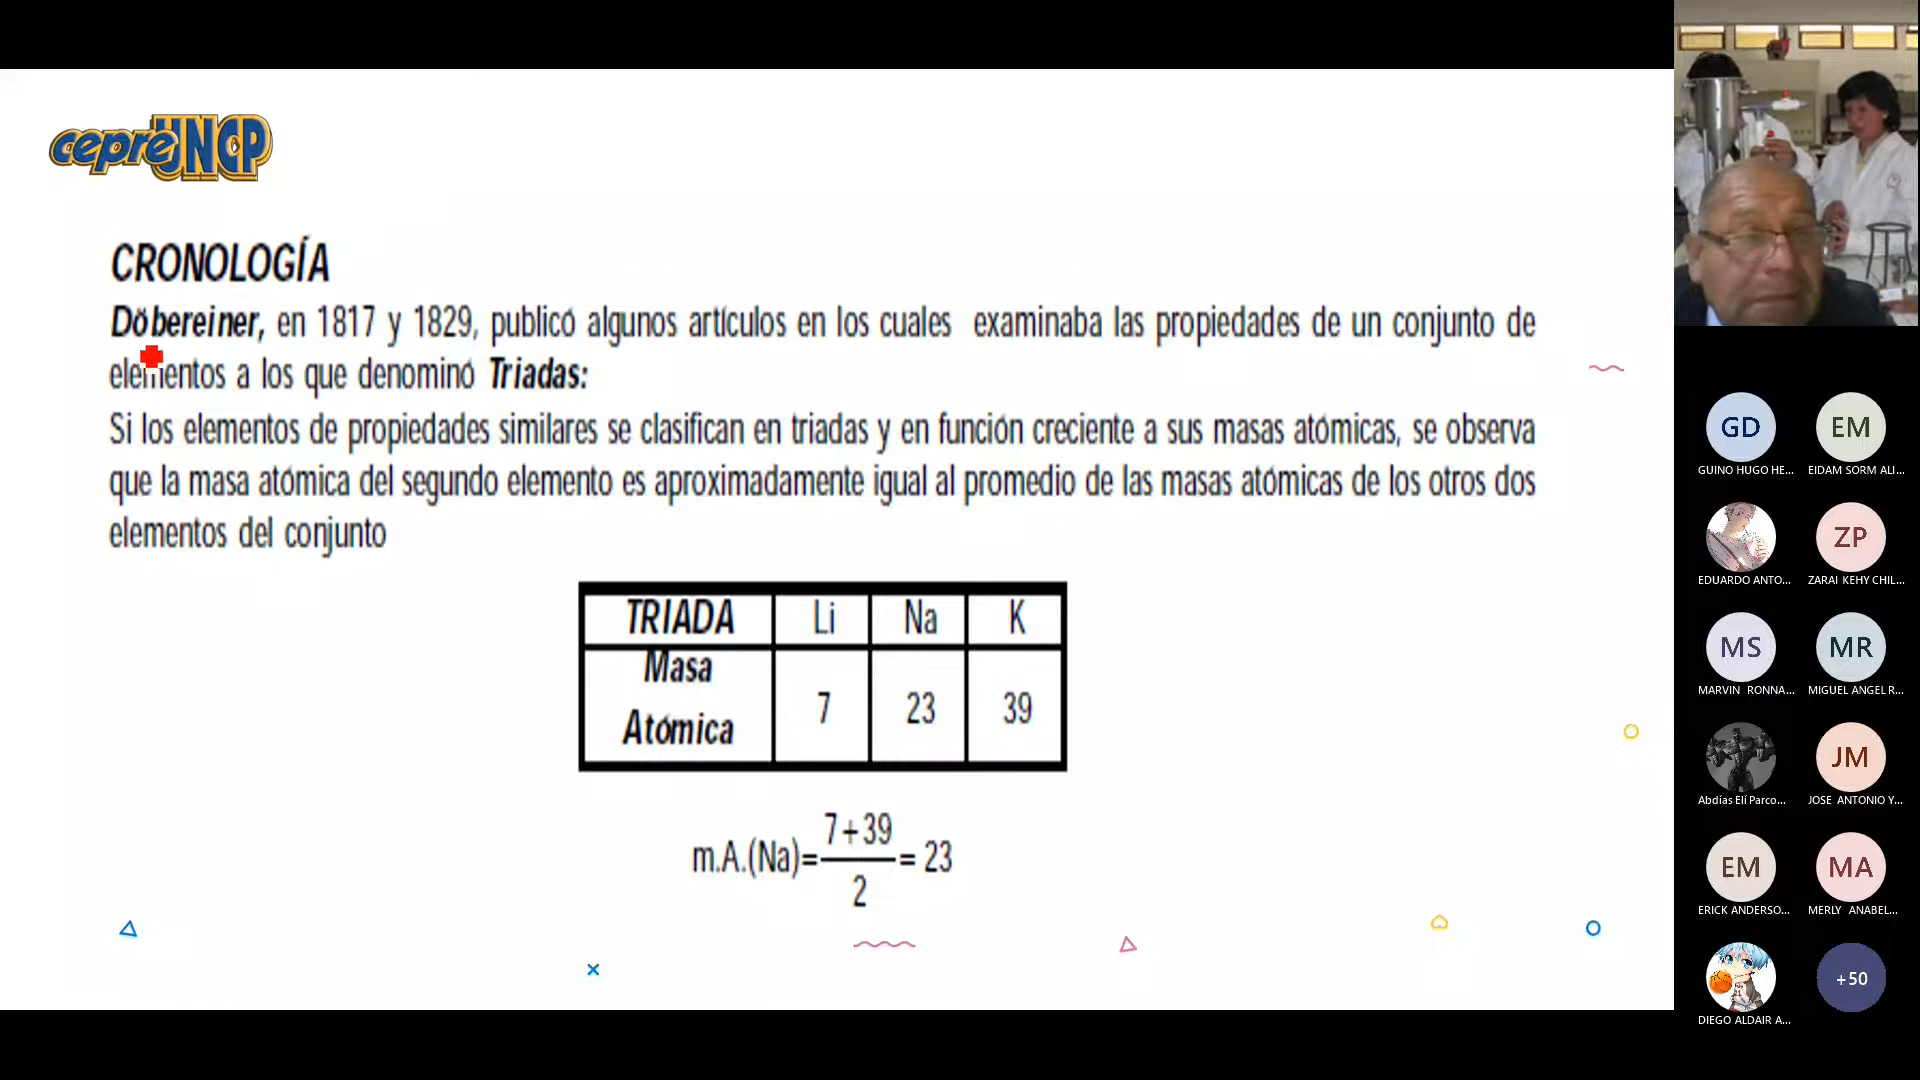 cepreUNCP
CRONOLOGÍA
Döbereiner, en 1817 y 1829, publicó algunos artículos en los cuales examinaba las propiedades de un conjunto de
elementos a los que denominó Triadas:
Si los elementos de propiedades similares se clasifican en triadas y en función creciente a sus masas atómicas, se observa
que la masa atómica del segundo elemento es aproximadamente igual al promedio de las masas atómicas de los otros dos
elementos del conjunto
TRIADA Li Na K
Masa
Atómica 7 23 39
m.A.(Na)= 7+39 / 2 = 23
GD EM
GUINO HUGO HE... EIDAM SORM ALI...
ZP
EDUARDO ANTO... ZARAI KEHY CHIL...
MS MR
MARVIN RONNA... MIGUEL ANGEL R...
JM
Abdías Elí Parco... JOSE ANTONIO Y...
EM MA
ERICK ANDERSO... MERLY ANABEL...
+50
DIEGO ALDAIR A...